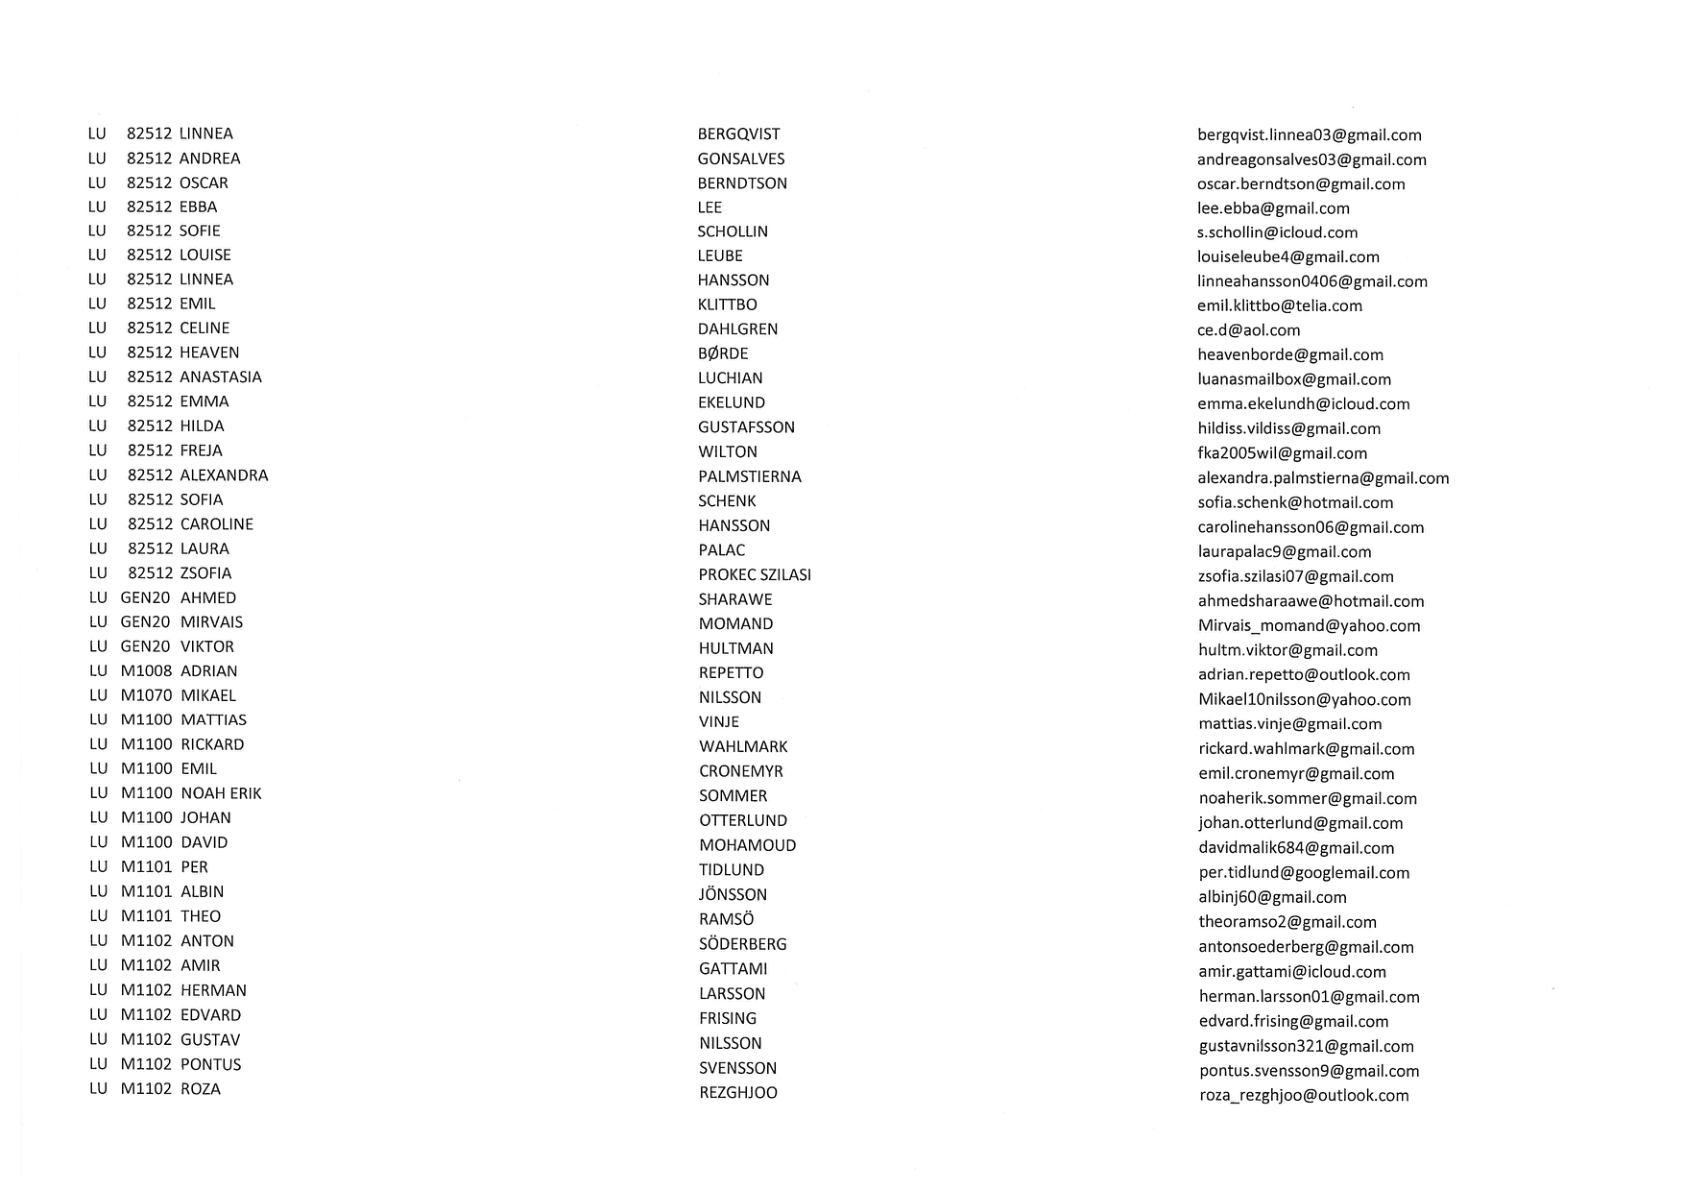 LU 82512 LINNEA BERGQVIST bergqvist.linnea03@gmail.com
LU 82512 ANDREA GONSALVES andreagonsalves03@gmail.com
LU 82512 OSCAR BERNDTSON oscar.berndtson@gmail.com
LU 82512 EBBA LEE lee.ebba@gmail.com
LU 82512 SOFIE SCHOLLIN s.schollin@icloud.com
LU 82512 LOUISE LEUBE louiseleube4@gmail.com
LU 82512 LINNEA HANSSON linneahansson0406@gmail.com
LU 82512 EMIL KLITTBO emil.klittbo@telia.com
LU 82512 CELINE DAHLGREN ce.d@aol.com
LU 82512 HEAVEN BØRDE heavenborde@gmail.com
LU 82512 ANASTASIA LUCHIAN luanasmailbox@gmail.com
LU 82512 EMMA EKELUND emma.ekelundh@icloud.com
LU 82512 HILDA GUSTAFSSON hildiss.vildiss@gmail.com
LU 82512 FREJA WILTON fka2005wil@gmail.com
LU 82512 ALEXANDRA PALMSTIERNA alexandra.palmstierna@gmail.com
LU 82512 SOFIA SCHENK sofia.schenk@hotmail.com
LU 82512 CAROLINE HANSSON carolinehansson06@gmail.com
LU 82512 LAURA PALAC laurapalac9@gmail.com
LU 82512 ZSOFIA PROKEC SZILASI zsofia.szilasi07@gmail.com
LU GEN20 AHMED SHARAWE ahmedsharaawe@hotmail.com
LU GEN20 MIRVAIS MOMAND Mirvais_momand@yahoo.com
LU GEN20 VIKTOR HULTMAN hultm.viktor@gmail.com
LU M1008 ADRIAN REPETTO adrian.repetto@outlook.com
LU M1070 MIKAEL NILSSON Mikael10nilsson@yahoo.com
LU M1100 MATTIAS VINJE mattias.vinje@gmail.com
LU M1100 RICKARD WAHLMARK rickard.wahlmark@gmail.com
LU M1100 EMIL CRONEMYR emil.cronemyr@gmail.com
LU M1100 NOAH ERIK SOMMER noaherik.sommer@gmail.com
LU M1100 JOHAN OTTERLUND johan.otterlund@gmail.com
LU M1100 DAVID MOHAMOUD davidmalik684@gmail.com
LU M1101 PER TIDLUND per.tidlund@googlemail.com
LU M1101 ALBIN JÖNSSON albinj60@gmail.com
LU M1101 THEO RAMSÖ theoramso2@gmail.com
LU M1102 ANTON SÖDERBERG antonsoederberg@gmail.com
LU M1102 AMIR GATTAMI amir.gattami@icloud.com
LU M1102 HERMAN LARSSON herman.larsson01@gmail.com
LU M1102 EDVARD FRISING edvard.frising@gmail.com
LU M1102 GUSTAV NILSSON gustavnilsson321@gmail.com
LU M1102 PONTUS SVENSSON pontus.svensson9@gmail.com
LU M1102 ROZA REZGHJOO roza_rezghjoo@outlook.com